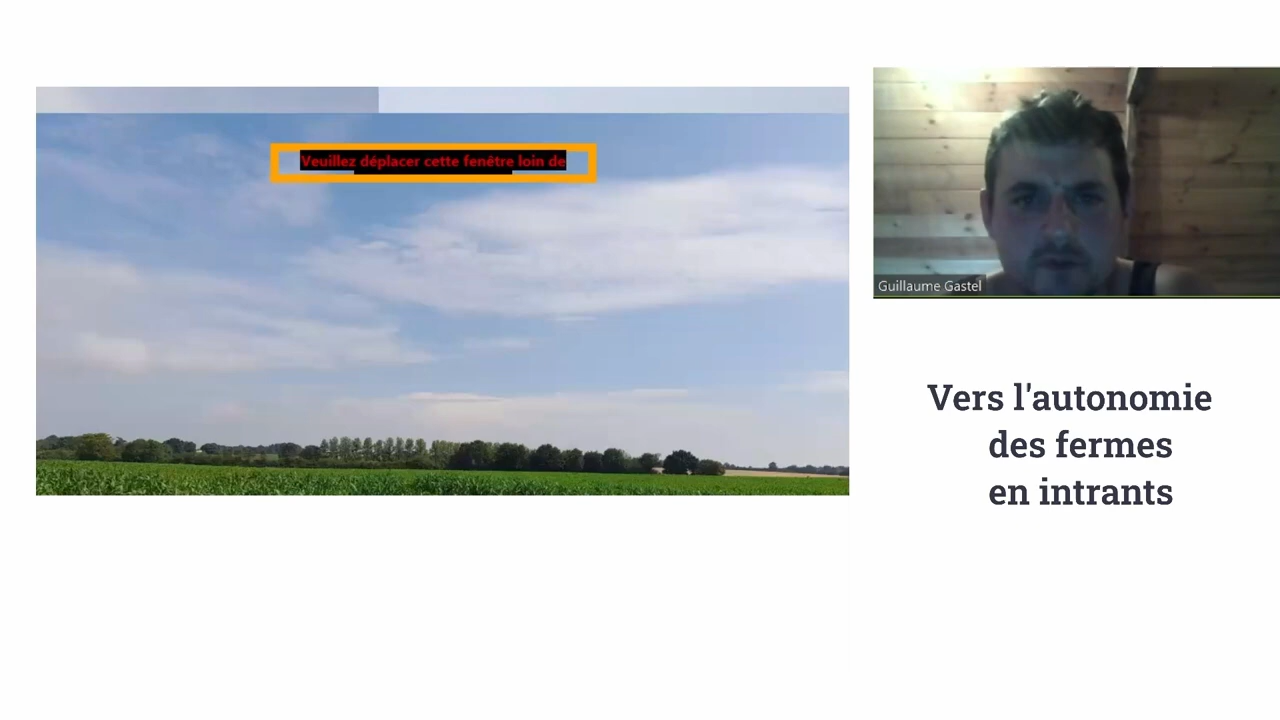 Veuillez déplacer cette fenêtre loin de
Guillaume Gastel
Vers l'autonomie
des fermes
en intrants